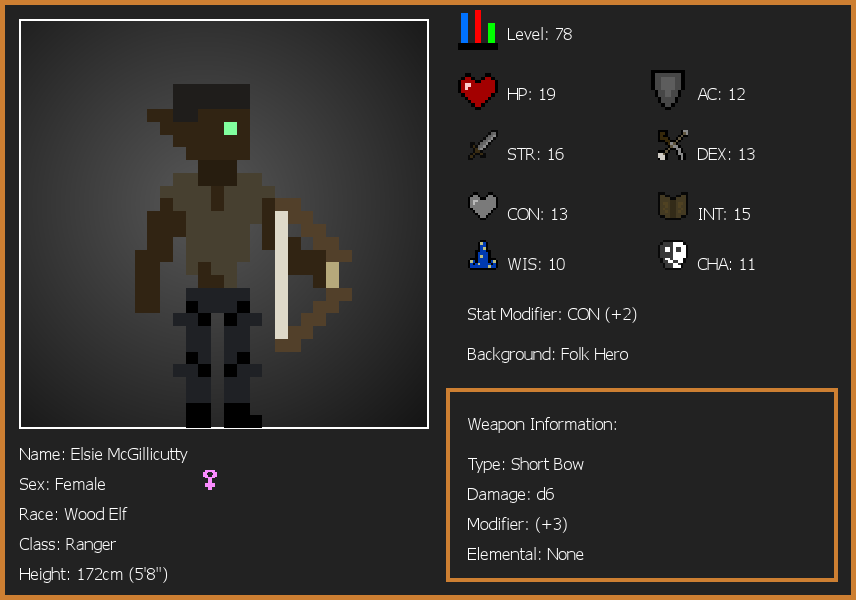 Level: 78
HP: 19
AC: 12
STR: 16
DEX: 13
CON: 13
INT: 15
WIS: 10
CHA: 11
Stat Modifier: CON (+2)
Background: Folk Hero
Weapon Information:
Type: Short Bow
Damage: d6
Modifier: (+3)
Elemental: None
Name: Elsie McGillicutty
Sex: Female
Race: Wood Elf
Class: Ranger
Height: 172cm (5'8")